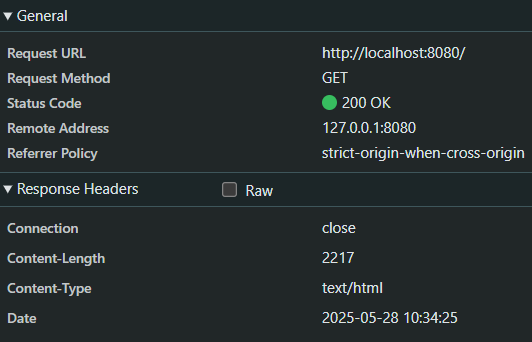 General
Request URL http://localhost:8080/
Request Method GET
Status Code 200 OK
Remote Address 127.0.0.1:8080
Referrer Policy strict-origin-when-cross-origin
Response Headers Raw
Connection close
Content-Length 2217
Content-Type text/html
Date 2025-05-28 10:34:25